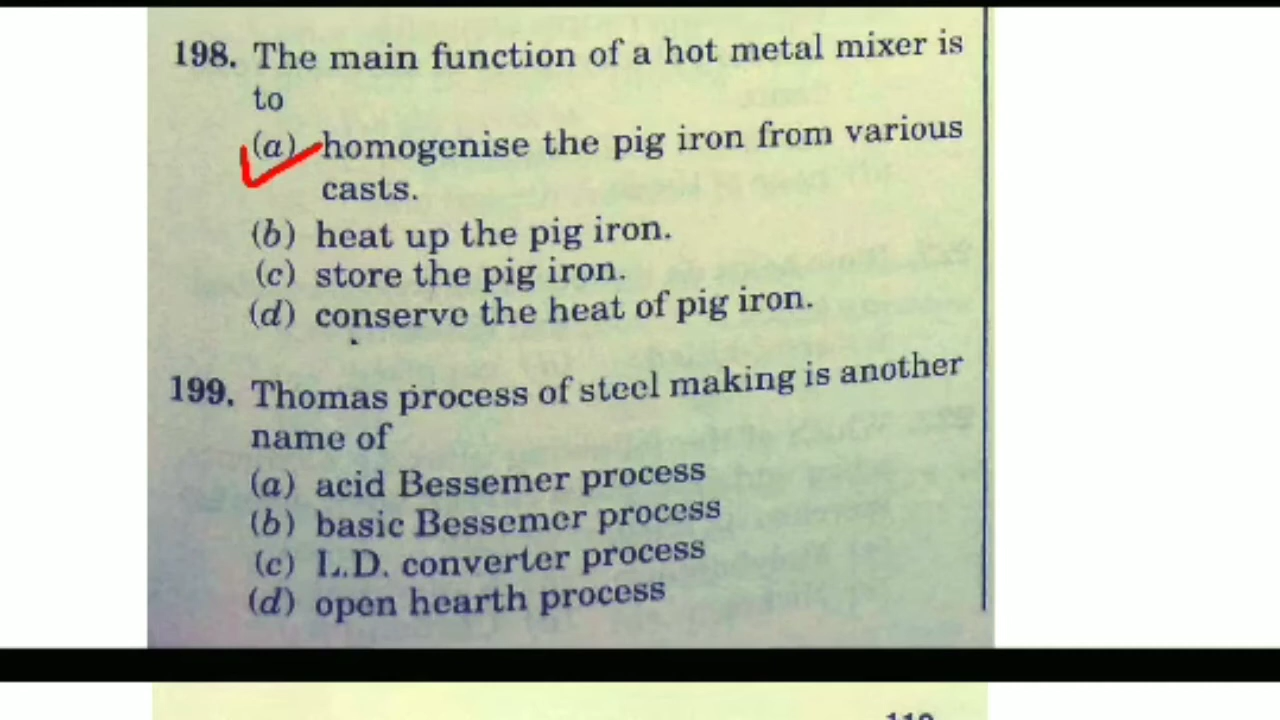 198. The main function of a hot metal mixer is
to
(a) homogenise the pig iron from various
casts.
(b) heat up the pig iron.
(c) store the pig iron.
(d) conserve the heat of pig iron.
199. Thomas process of steel making is another
name of
(a) acid Bessemer process
(b) basic Bessemer process
(c) L.D. converter process
(d) open hearth process